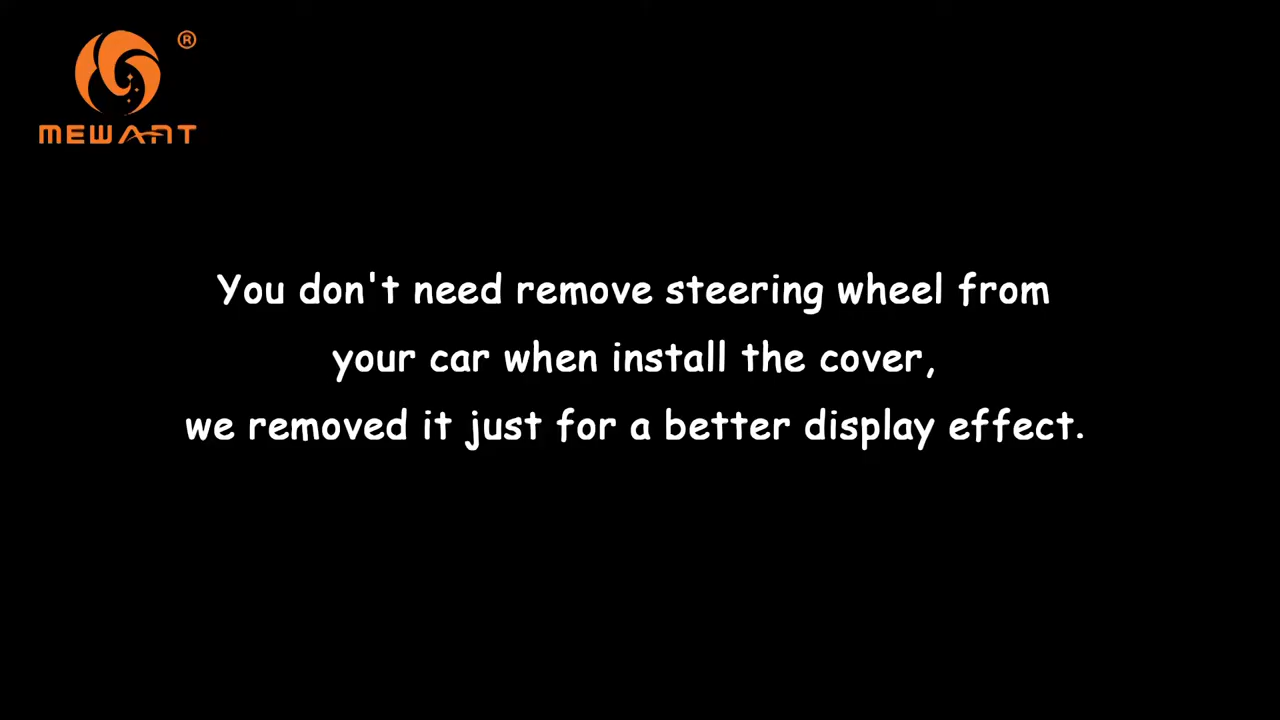 ®
MEWANT
You don't need remove steering wheel from
your car when install the cover,
we removed it just for a better display effect.